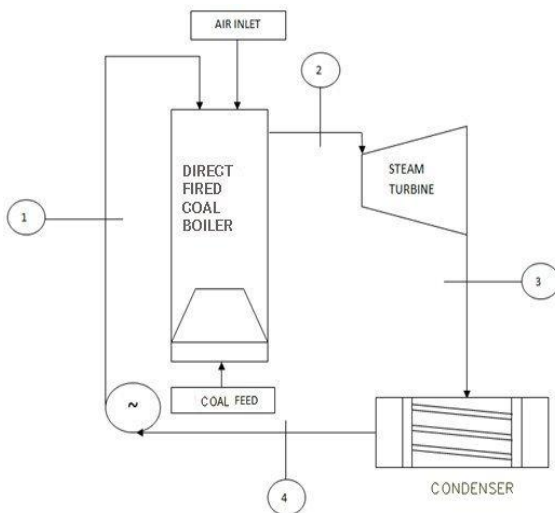 AIR INLET
2
DIRECT
FIRED
COAL
BOILER
STEAM
TURBINE
1
3
COAL FEED
~
4
CONDENSER